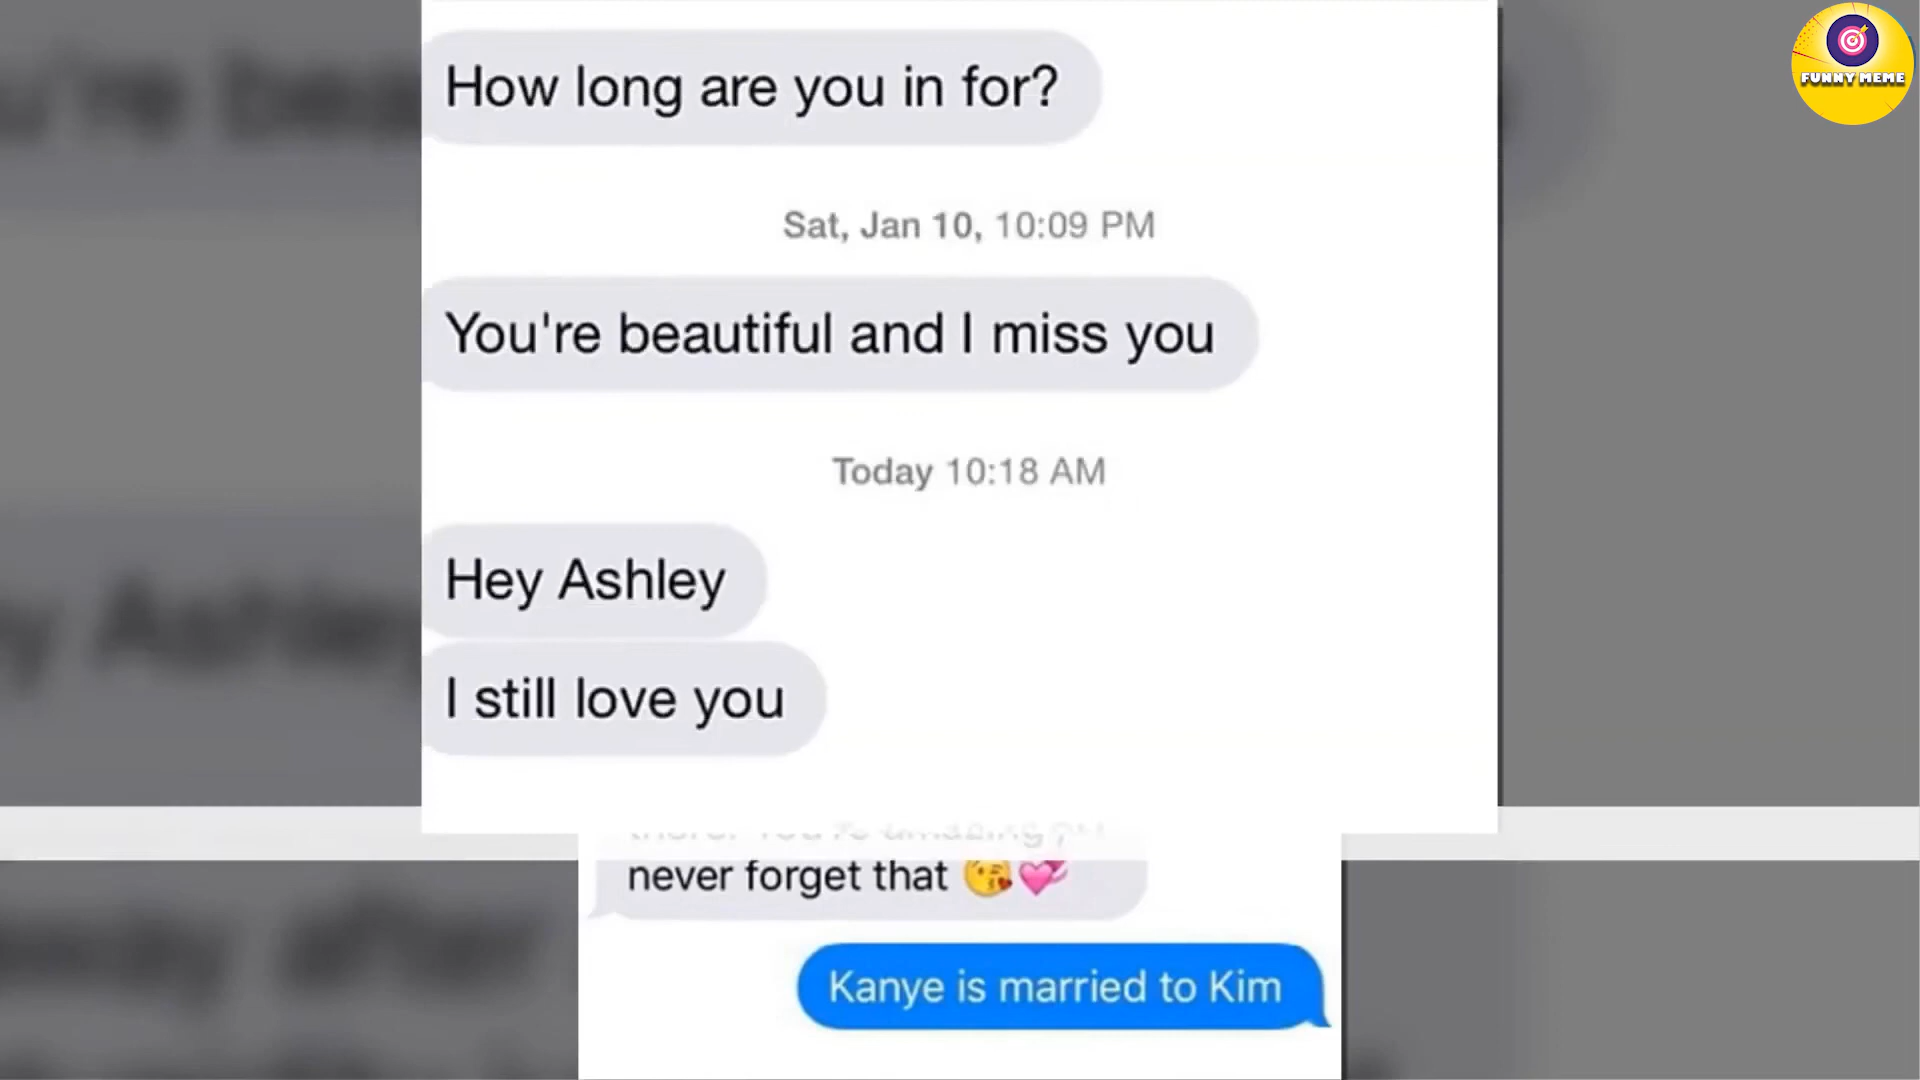 How long are you in for?
FUNNY MEME
Sat, Jan 10, 10:09 PM
You're beautiful and I miss you
Today 10:18 AM
Hey Ashley
I still love you
never forget that 😘💞
Kanye is married to Kim